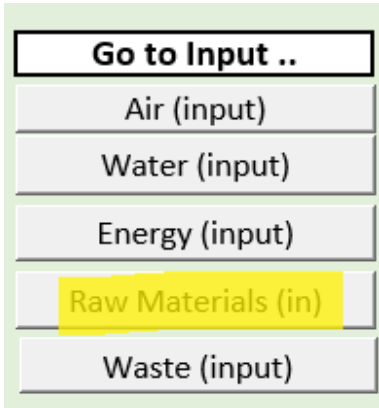 Go to Input ..
Air (input)
Water (input)
Energy (input)
Raw Materials (in)
Waste (input)